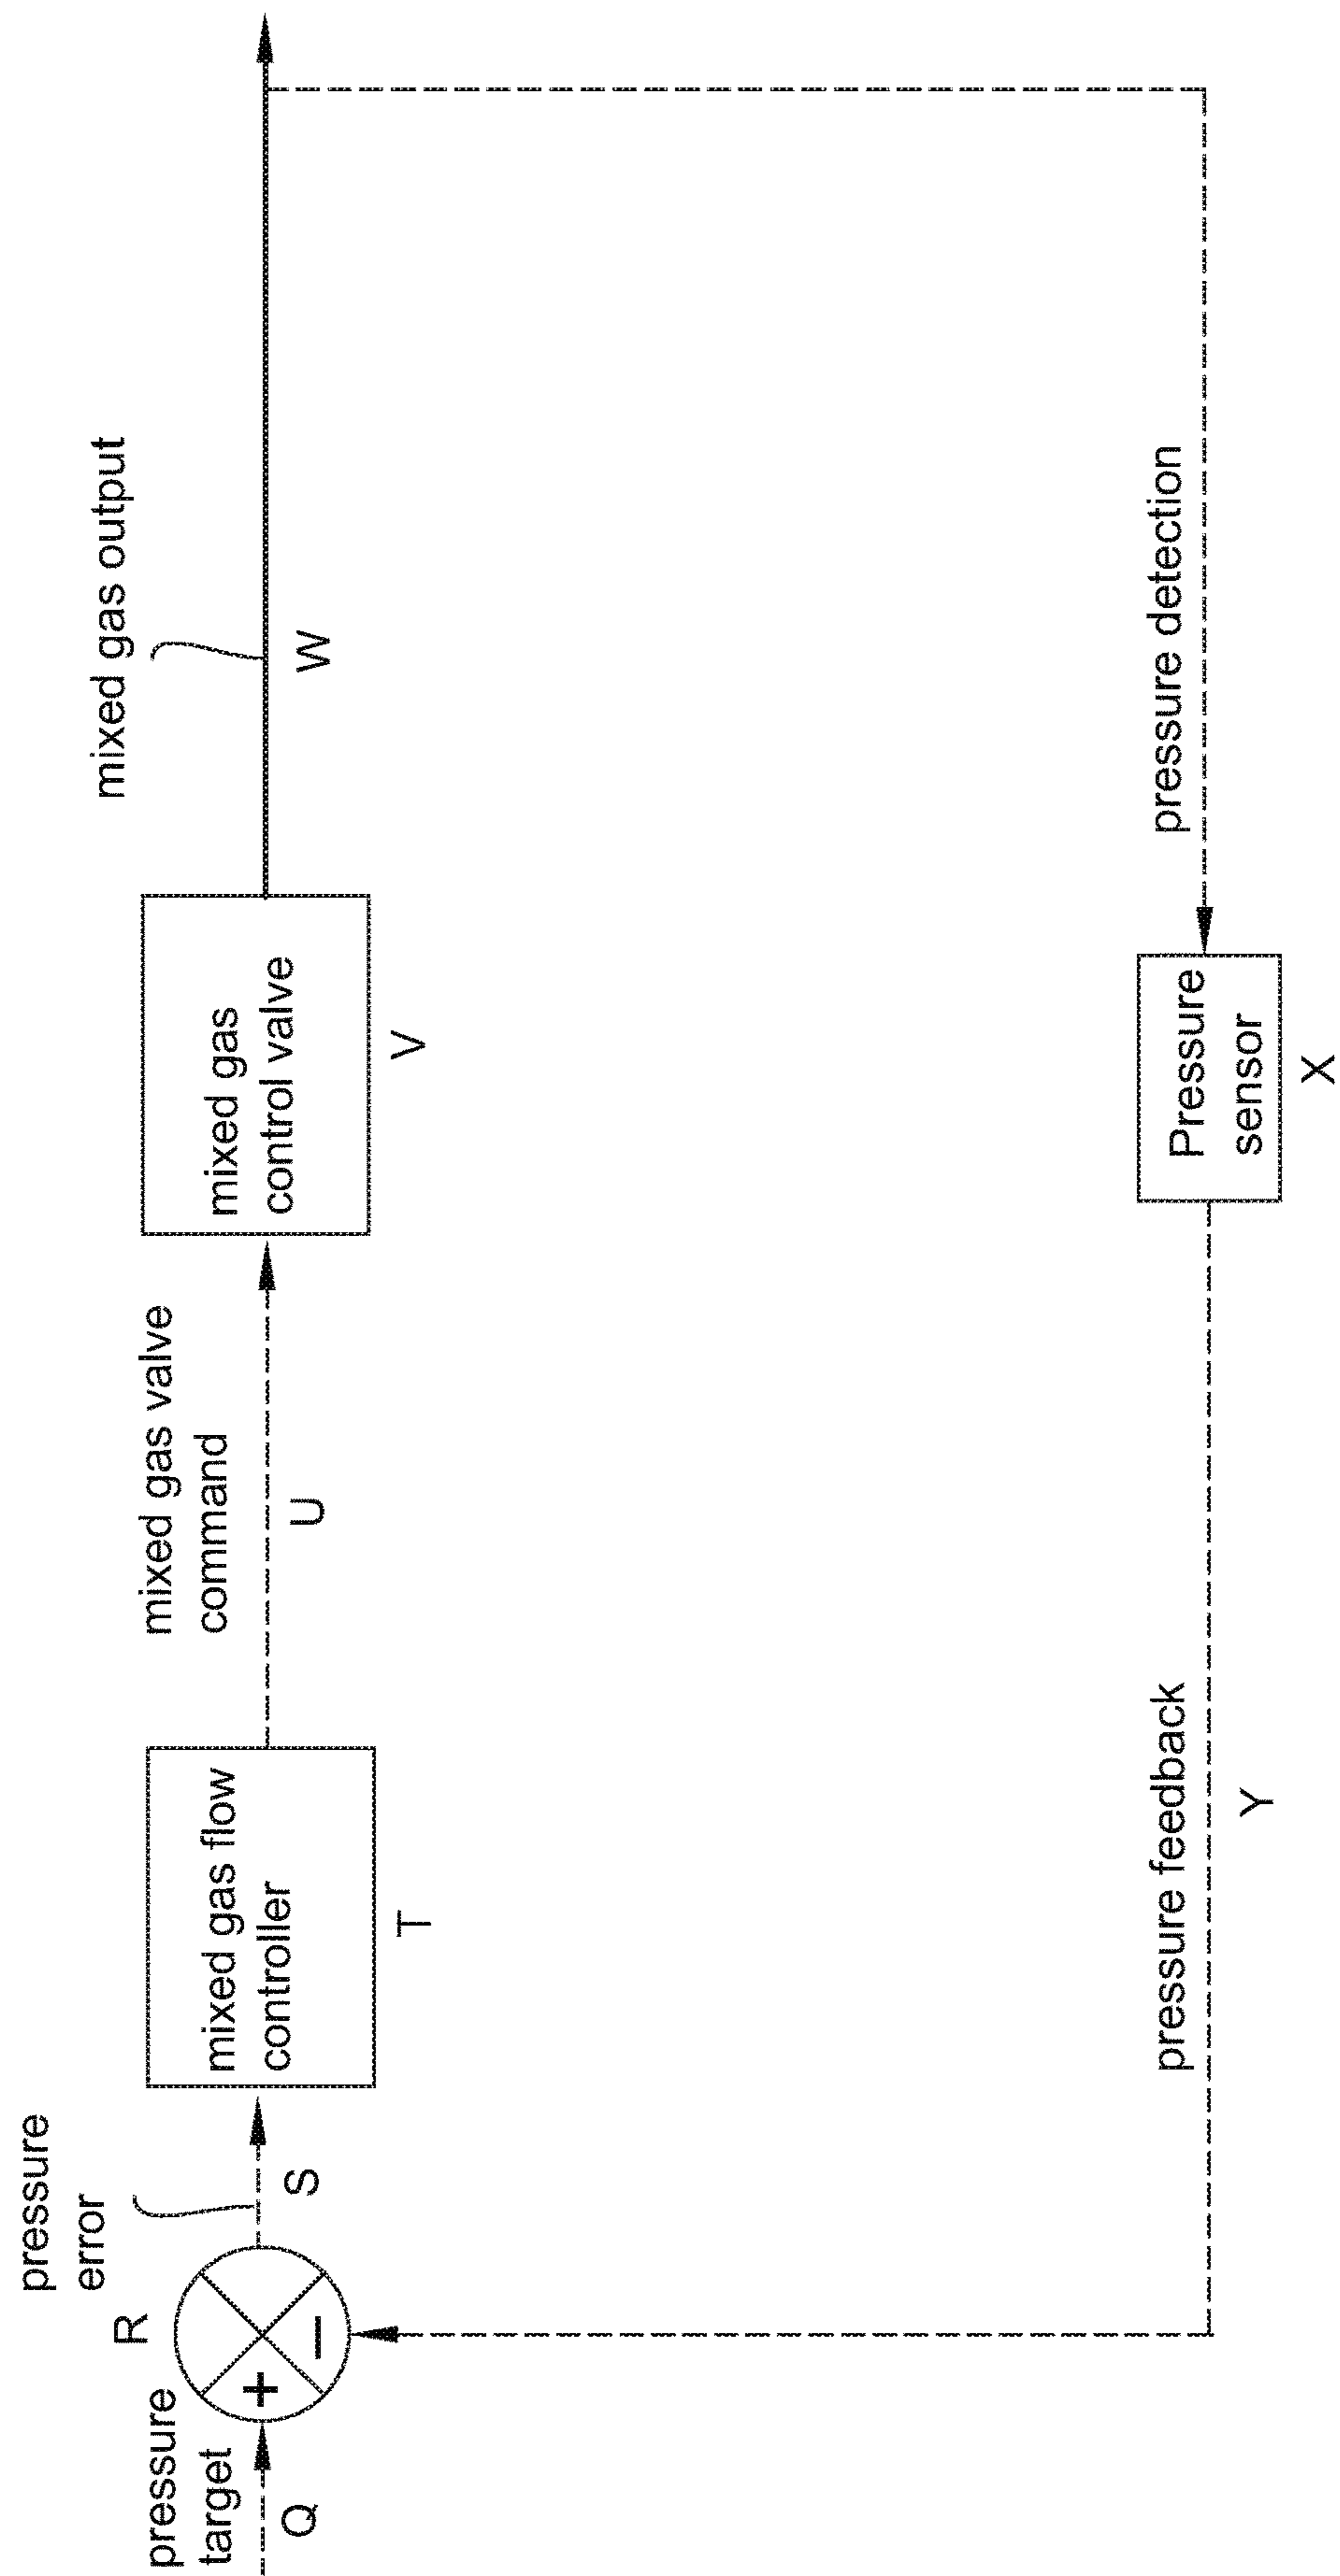 pressure
target
Q
R
+
−
pressure
error
S
mixed gas flow
controller
T
mixed gas valve
command
U
mixed gas
control valve
V
mixed gas output
W
pressure detection
Pressure
sensor
X
pressure feedback
Y